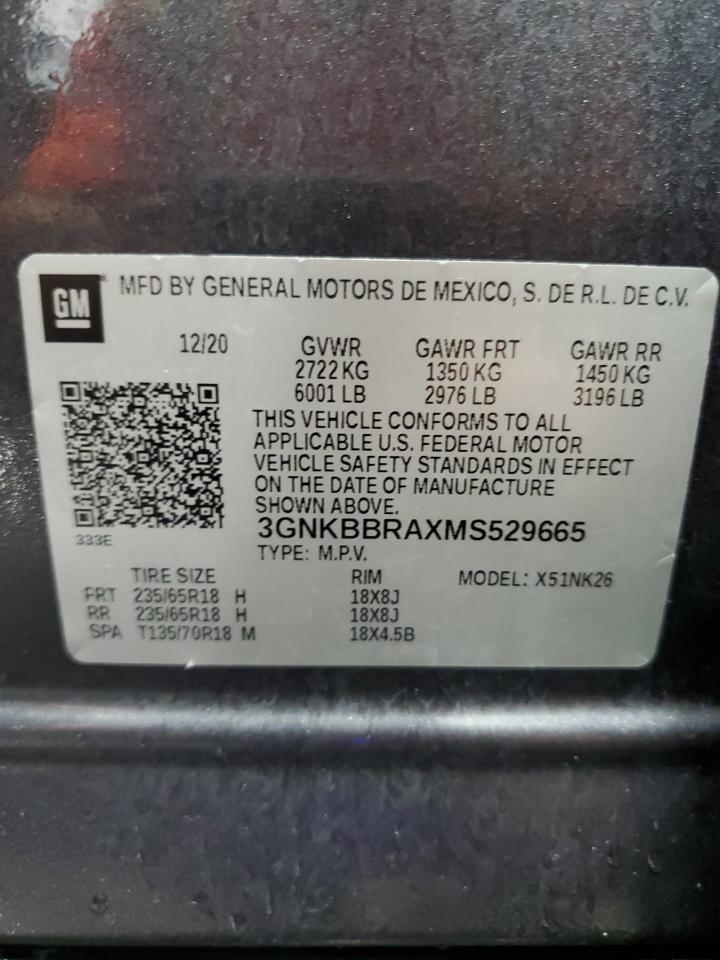 GM
MFD BY GENERAL MOTORS DE MEXICO, S. DE R.L. DE C.V.
12/20 GVWR GAWR FRT GAWR RR
2722 KG 1350 KG 1450 KG
6001 LB 2976 LB 3196 LB
THIS VEHICLE CONFORMS TO ALL
APPLICABLE U.S. FEDERAL MOTOR
VEHICLE SAFETY STANDARDS IN EFFECT
ON THE DATE OF MANUFACTURE
SHOWN ABOVE.
3GNKBBRAXMS529665
333E
TYPE: M.P.V.
TIRE SIZE RIM MODEL: X51NK26
FRT 235/65R18 H 18X8J
RR 235/65R18 H 18X8J
SPA T135/70R18 M 18X4.5B